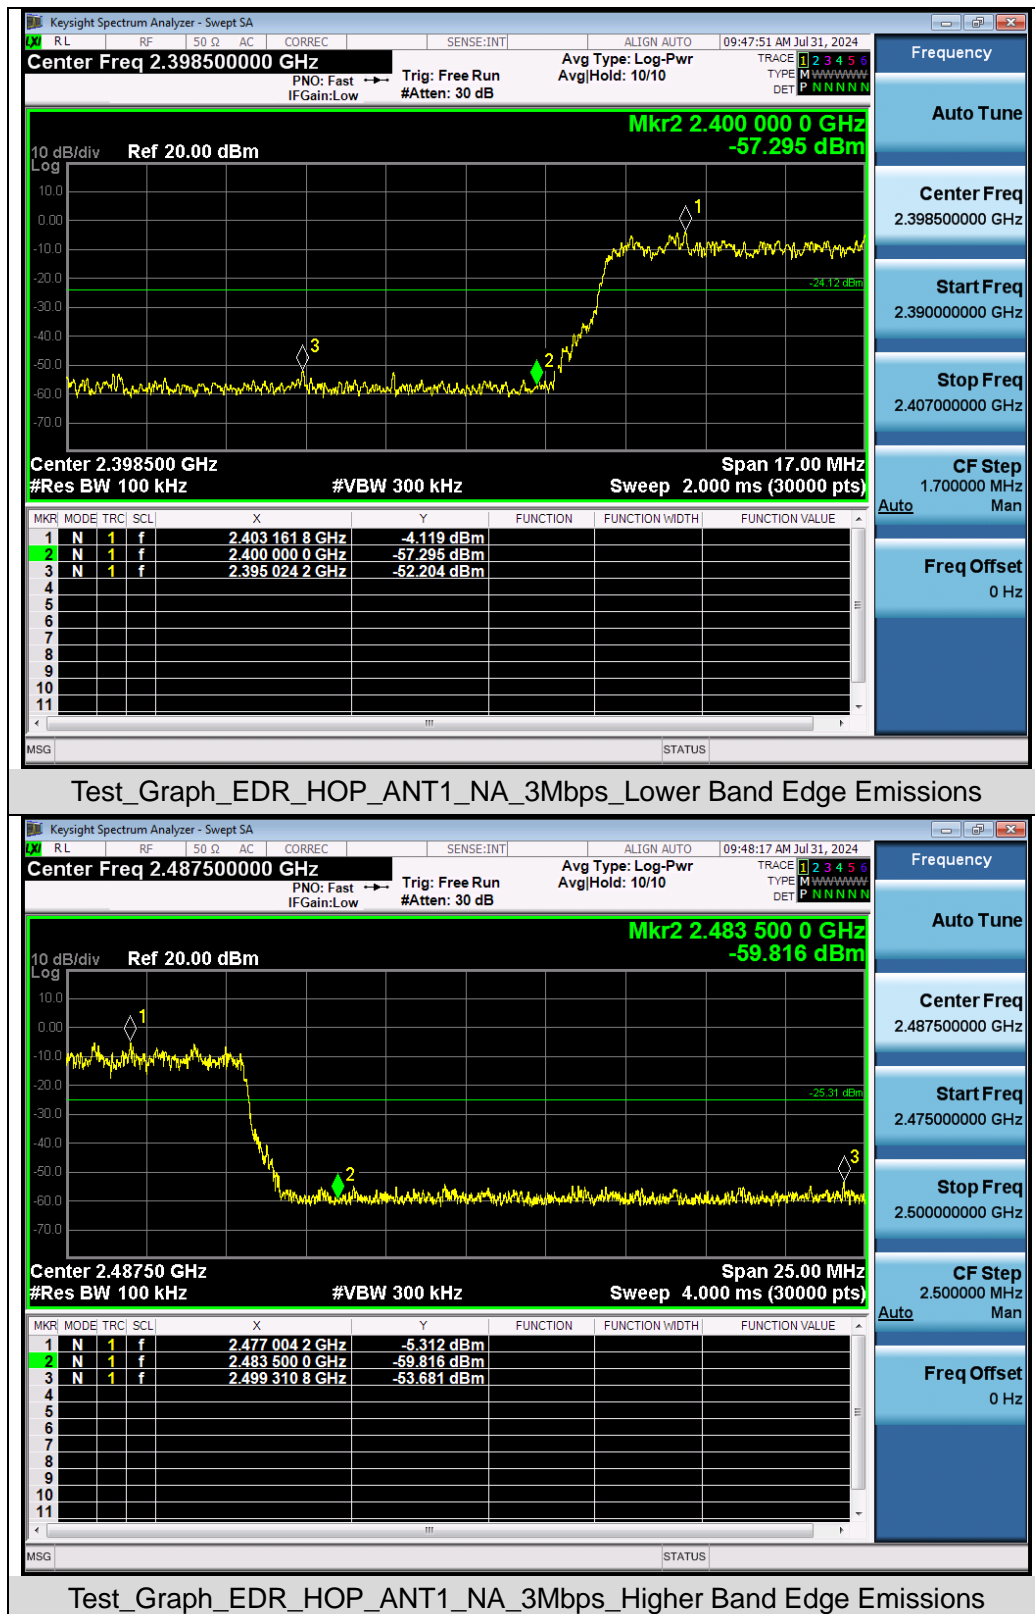 Keysight Spectrum Analyzer - Swept SA
LXI RL RF 50 Ω AC CORREC SENSE:INT ALIGN AUTO 09:47:51 AM Jul 31, 2024
Center Freq 2.398500000 GHz Avg Type: Log-Pwr TRACE 1 2 3 4 5 6
PNO: Fast Trig: Free Run Avg|Hold: 10/10 TYPE M WWWWW
IFGain:Low #Atten: 30 dB DET P N N N N N
Mkr2 2.400 000 0 GHz
-57.295 dBm
10 dB/div Ref 20.00 dBm
Log
10.0
0.00
-10.0
-20.0
-30.0
-40.0
-50.0
-60.0
-70.0
1
-24.12 dBm
3
2
Center 2.398500 GHz Span 17.00 MHz
#Res BW 100 kHz #VBW 300 kHz Sweep 2.000 ms (30000 pts)
MKR MODE TRC SCL X Y FUNCTION FUNCTION WIDTH FUNCTION VALUE
1 N 1 f 2.403 161 8 GHz -4.119 dBm
2 N 1 f 2.400 000 0 GHz -57.295 dBm
3 N 1 f 2.395 024 2 GHz -52.204 dBm
4
5
6
7
8
9
10
11
MSG STATUS
Frequency
Auto Tune
Center Freq
2.398500000 GHz
Start Freq
2.390000000 GHz
Stop Freq
2.407000000 GHz
CF Step
1.700000 MHz
Auto Man
Freq Offset
0 Hz
Test_Graph_EDR_HOP_ANT1_NA_3Mbps_Lower Band Edge Emissions
Keysight Spectrum Analyzer - Swept SA
LXI RL RF 50 Ω AC CORREC SENSE:INT ALIGN AUTO 09:48:17 AM Jul 31, 2024
Center Freq 2.487500000 GHz Avg Type: Log-Pwr TRACE 1 2 3 4 5 6
PNO: Fast Trig: Free Run Avg|Hold: 10/10 TYPE M WWWWW
IFGain:Low #Atten: 30 dB DET P N N N N N
Mkr2 2.483 500 0 GHz
-59.816 dBm
10 dB/div Ref 20.00 dBm
Log
10.0
0.00
-10.0
-20.0
-30.0
-40.0
-50.0
-60.0
-70.0
1
-25.31 dBm
3
2
Center 2.48750 GHz Span 25.00 MHz
#Res BW 100 kHz #VBW 300 kHz Sweep 4.000 ms (30000 pts)
MKR MODE TRC SCL X Y FUNCTION FUNCTION WIDTH FUNCTION VALUE
1 N 1 f 2.477 004 2 GHz -5.312 dBm
2 N 1 f 2.483 500 0 GHz -59.816 dBm
3 N 1 f 2.499 310 8 GHz -53.681 dBm
4
5
6
7
8
9
10
11
MSG STATUS
Frequency
Auto Tune
Center Freq
2.487500000 GHz
Start Freq
2.475000000 GHz
Stop Freq
2.500000000 GHz
CF Step
2.500000 MHz
Auto Man
Freq Offset
0 Hz
Test_Graph_EDR_HOP_ANT1_NA_3Mbps_Higher Band Edge Emissions